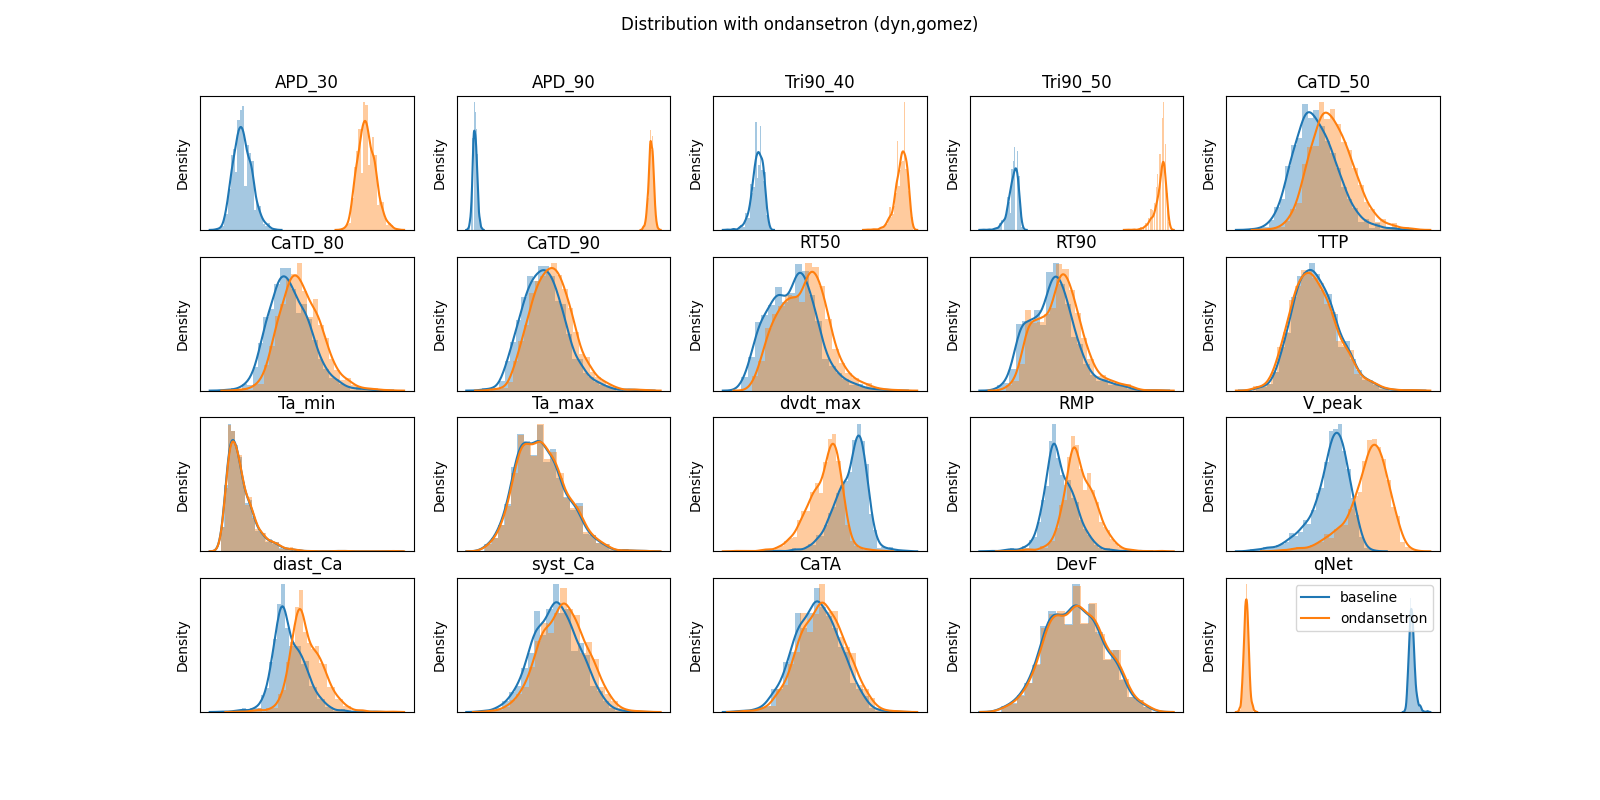 Distribution with ondansetron (dyn,gomez)
APD_30
APD_90
Tri90_40
Tri90_50
CaTD_50
Density
Density
Density
Density
Density
CaTD_80
CaTD_90
RT50
RT90
TTP
Density
Density
Density
Density
Density
Ta_min
Ta_max
dvdt_max
RMP
V_peak
Density
Density
Density
Density
Density
diast_Ca
syst_Ca
CaTA
DevF
qNet
Density
Density
Density
Density
Density
baseline
ondansetron